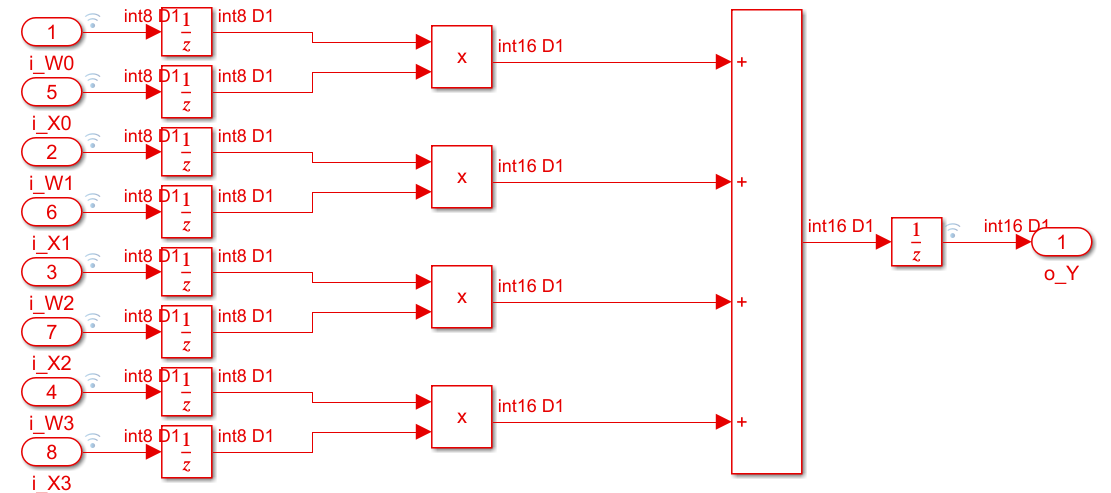 1 int8 D1 1/z int8 D1
i_W0
x int16 D1 +
5 int8 D1 1/z int8 D1
i_X0
2 int8 D1 1/z int8 D1
i_W1
x int16 D1 +
6 int8 D1 1/z int8 D1
i_X1
int16 D1 1/z int16 D1 1
o_Y
3 int8 D1 1/z int8 D1
i_W2
x int16 D1 +
7 int8 D1 1/z int8 D1
i_X2
4 int8 D1 1/z int8 D1
i_W3
x int16 D1 +
8 int8 D1 1/z int8 D1
i_X3